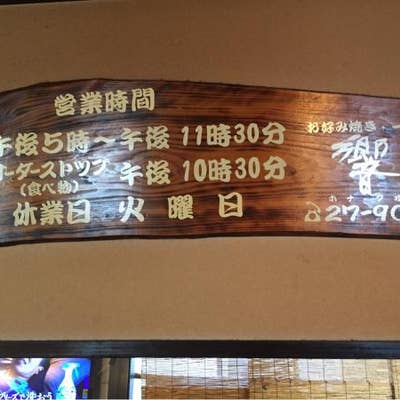 営業時間
午後5時～午後 11時30分
オーダーストップ 午後 10時30分
(食べ物)
休業日 火曜日
お好み焼き・
響
☎27-90